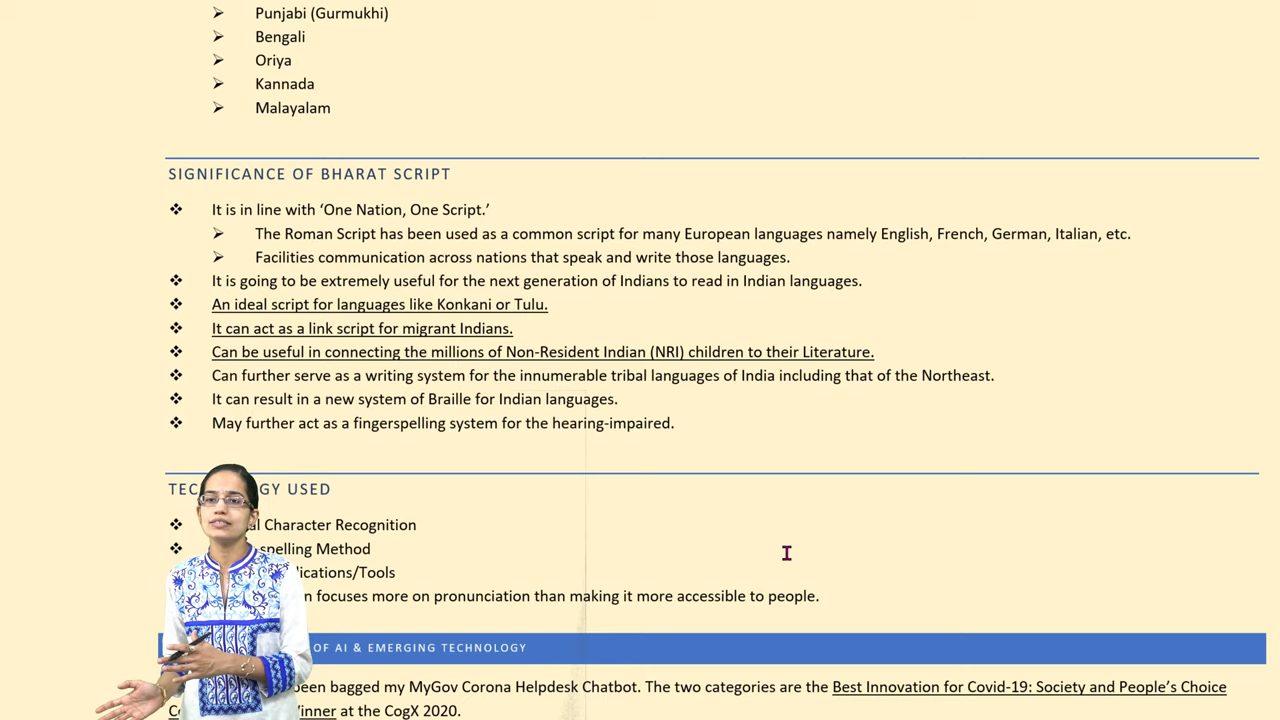 ➢ Punjabi (Gurmukhi)
➢ Bengali
➢ Oriya
➢ Kannada
➢ Malayalam
SIGNIFICANCE OF BHARAT SCRIPT
❖ It is in line with ‘One Nation, One Script.’
➢ The Roman Script has been used as a common script for many European languages namely English, French, German, Italian, etc.
➢ Facilities communication across nations that speak and write those languages.
❖ It is going to be extremely useful for the next generation of Indians to read in Indian languages.
❖ An ideal script for languages like Konkani or Tulu.
❖ It can act as a link script for migrant Indians.
❖ Can be useful in connecting the millions of Non-Resident Indian (NRI) children to their Literature.
❖ Can further serve as a writing system for the innumerable tribal languages of India including that of the Northeast.
❖ It can result in a new system of Braille for Indian languages.
❖ May further act as a fingerspelling system for the hearing-impaired.
USED
❖ Character Recognition
❖ Method
focuses more on pronunciation than making it more accessible to people.
OF AI & EMERGING TECHNOLOGY
been bagged my MyGov Corona Helpdesk Chatbot. The two categories are the Best Innovation for Covid-19: Society and People’s Choice
at the CogX 2020.